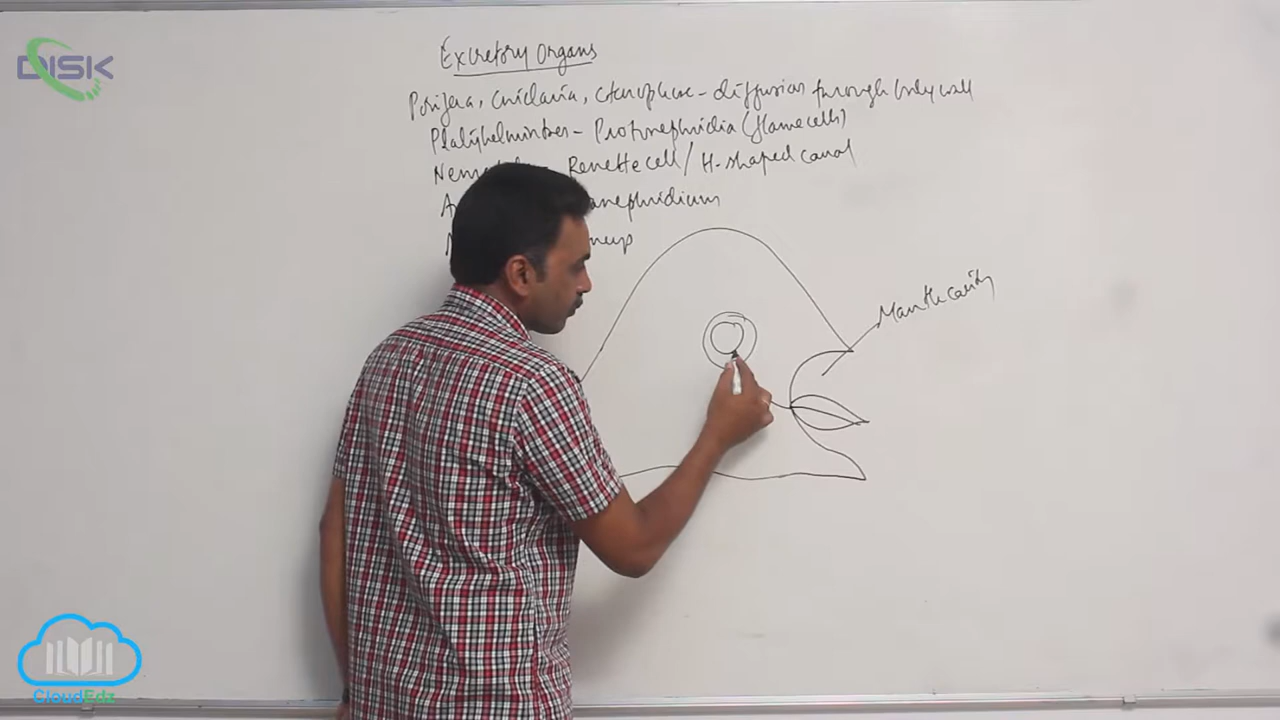 DISK
Excretory Organs
Porifera, Cnidaria, Ctenophore - diffusion through body wall
Platyhelminthes - Protonephridia (flame cells)
Renette cell / H-shaped canal
anephridium
Mantle cavity
CloudEdz